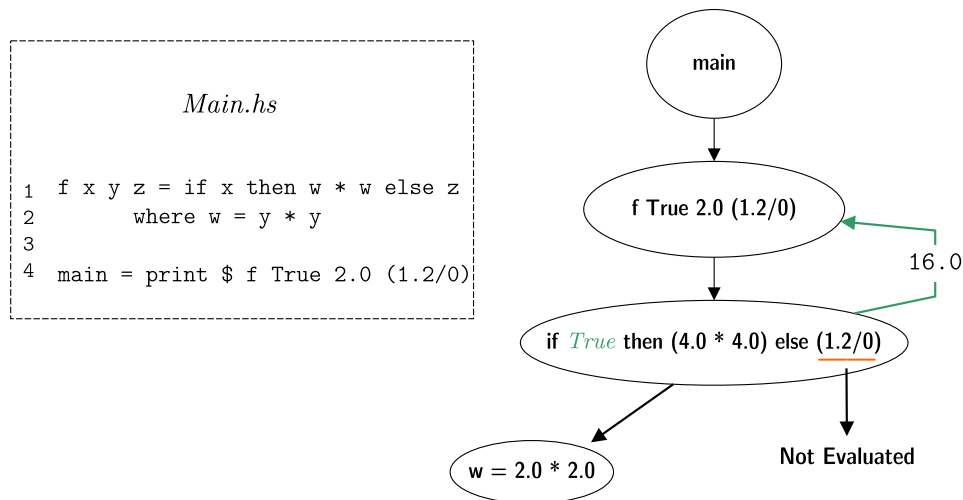 Main.hs
1 f x y z = if x then w * w else z
2 where w = y * y
3
4 main = print $ f True 2.0 (1.2/0)
main
f True 2.0 (1.2/0)
16.0
if True then (4.0 * 4.0) else (1.2/0)
w = 2.0 * 2.0
Not Evaluated